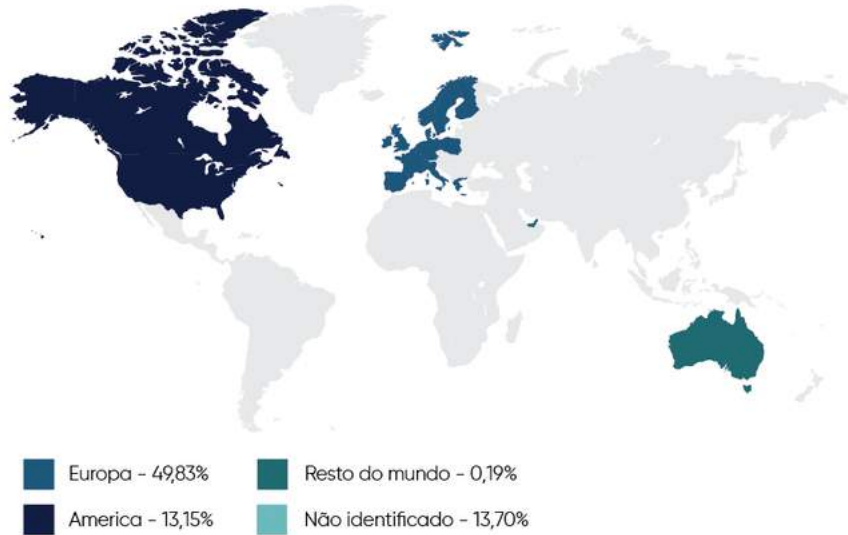 Europa - 49,83%
Resto do mundo - 0,19%
America - 13,15%
Não identificado - 13,70%